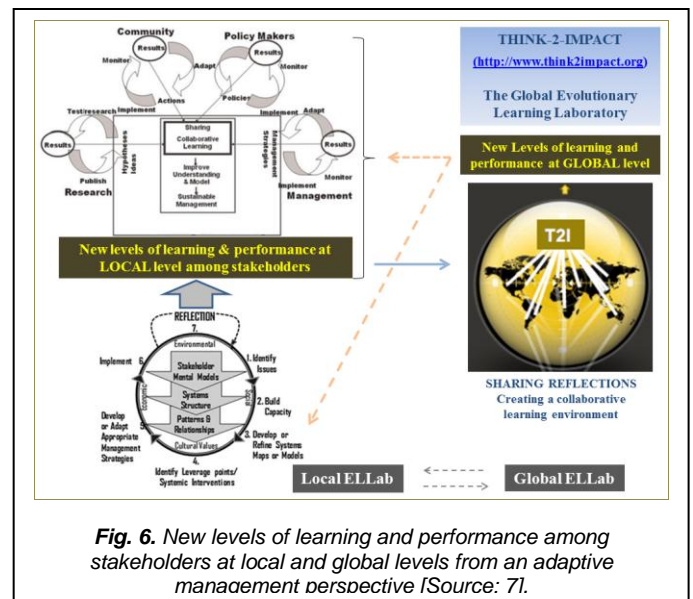 Community
Results
Monitor
Adapt
Actions
Implement
Policy Makers
Results
Monitor
Policies
Implement
Adapt
Test/research
Results
Publish
Research
Hypotheses
Ideas
Sharing
Collaborative
Learning
Improve
Understanding
& Model
Sustainable
Management
Management
Strategies
Results
Implement
Monitor
Management
New levels of learning & performance at
LOCAL level among stakeholders
REFLECTION
7.
Environmental
Stakeholder
Mental Models
Systems
Structure
Patterns &
Relationships
Cultural Values
Economic
Social
1. Identify
Issues
2. Build
Capacity
3. Develop or
Refine Systems
Maps or Models
4.
Identify Leverage points/
Systemic Interventions
5.
Develop
or Adapt
Appropriate
Management
Strategies
Implement 6.
THINK-2-IMPACT
(http://www.think2impact.org)
The Global Evolutionary
Learning Laboratory
New Levels of learning and
performance at GLOBAL level
T2I
SHARING REFLECTIONS
Creating a collaborative
learning environment
Local ELLab
Global ELLab
Fig. 6. New levels of learning and performance among
stakeholders at local and global levels from an adaptive
management perspective [Source: 7].